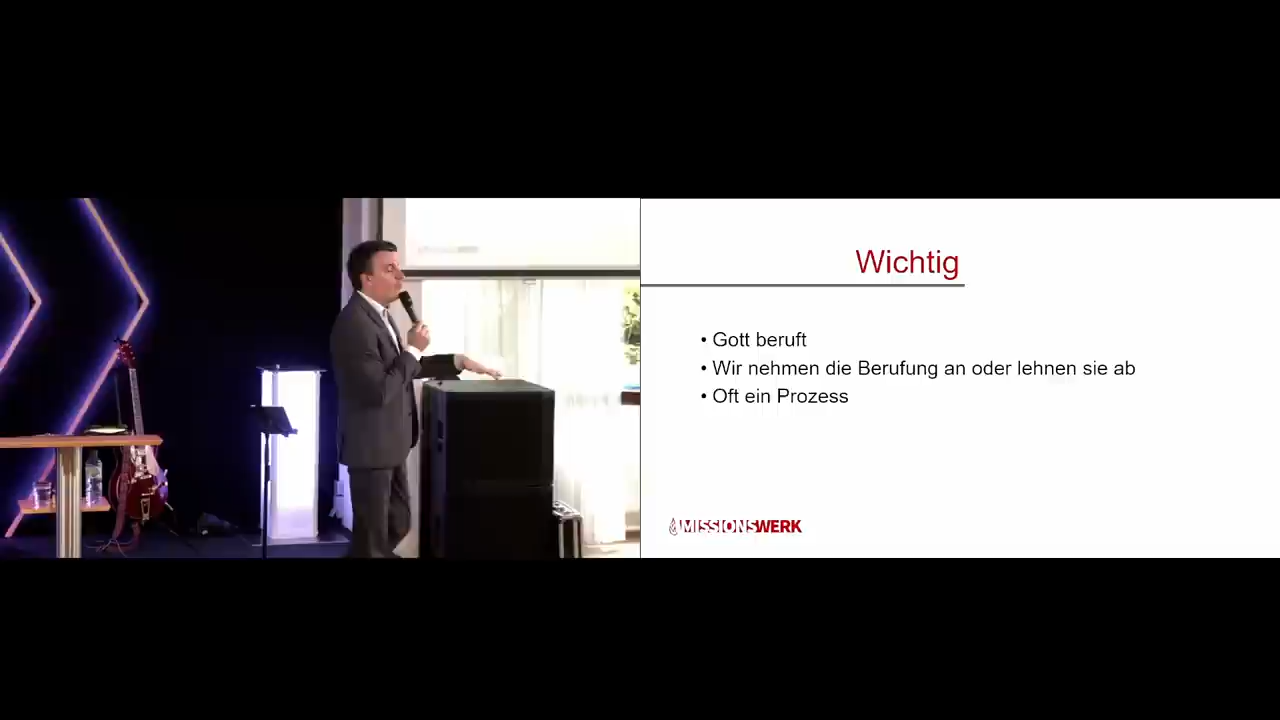 Wichtig
• Gott beruft
• Wir nehmen die Berufung an oder lehnen sie ab
• Oft ein Prozess
MISSIONSWERK